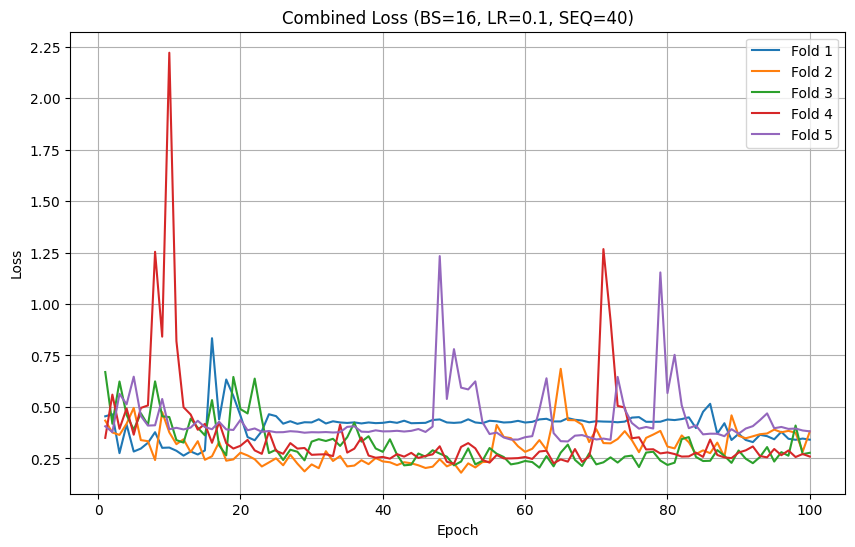 Combined Loss (BS=16, LR=0.1, SEQ=40)
Fold 1
Fold 2
Fold 3
Fold 4
Fold 5
2.25
2.00
1.75
1.50
1.25
1.00
0.75
0.50
0.25
Loss
0
20
40
60
80
100
Epoch